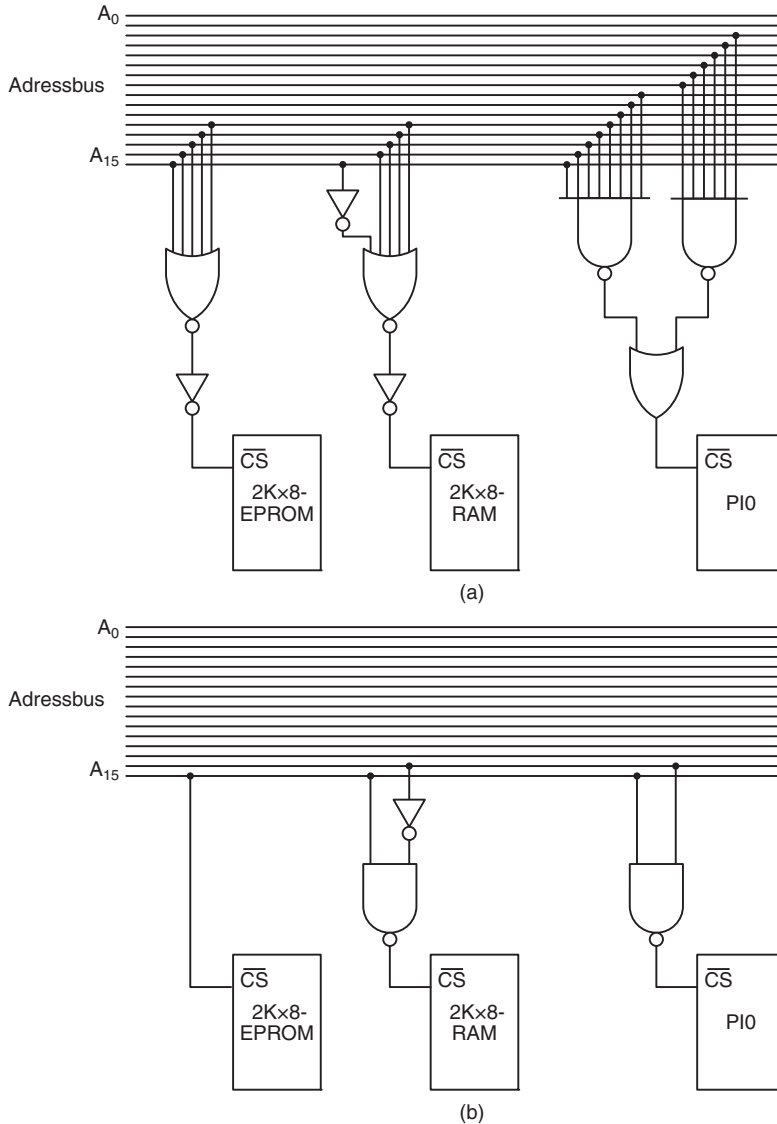 A0
Adressbus
A15
CS CS CS
2K×8- 2K×8- PI0
EPROM RAM
(a)
A0
Adressbus
A15
CS CS CS
2K×8- 2K×8- PI0
EPROM RAM
(b)